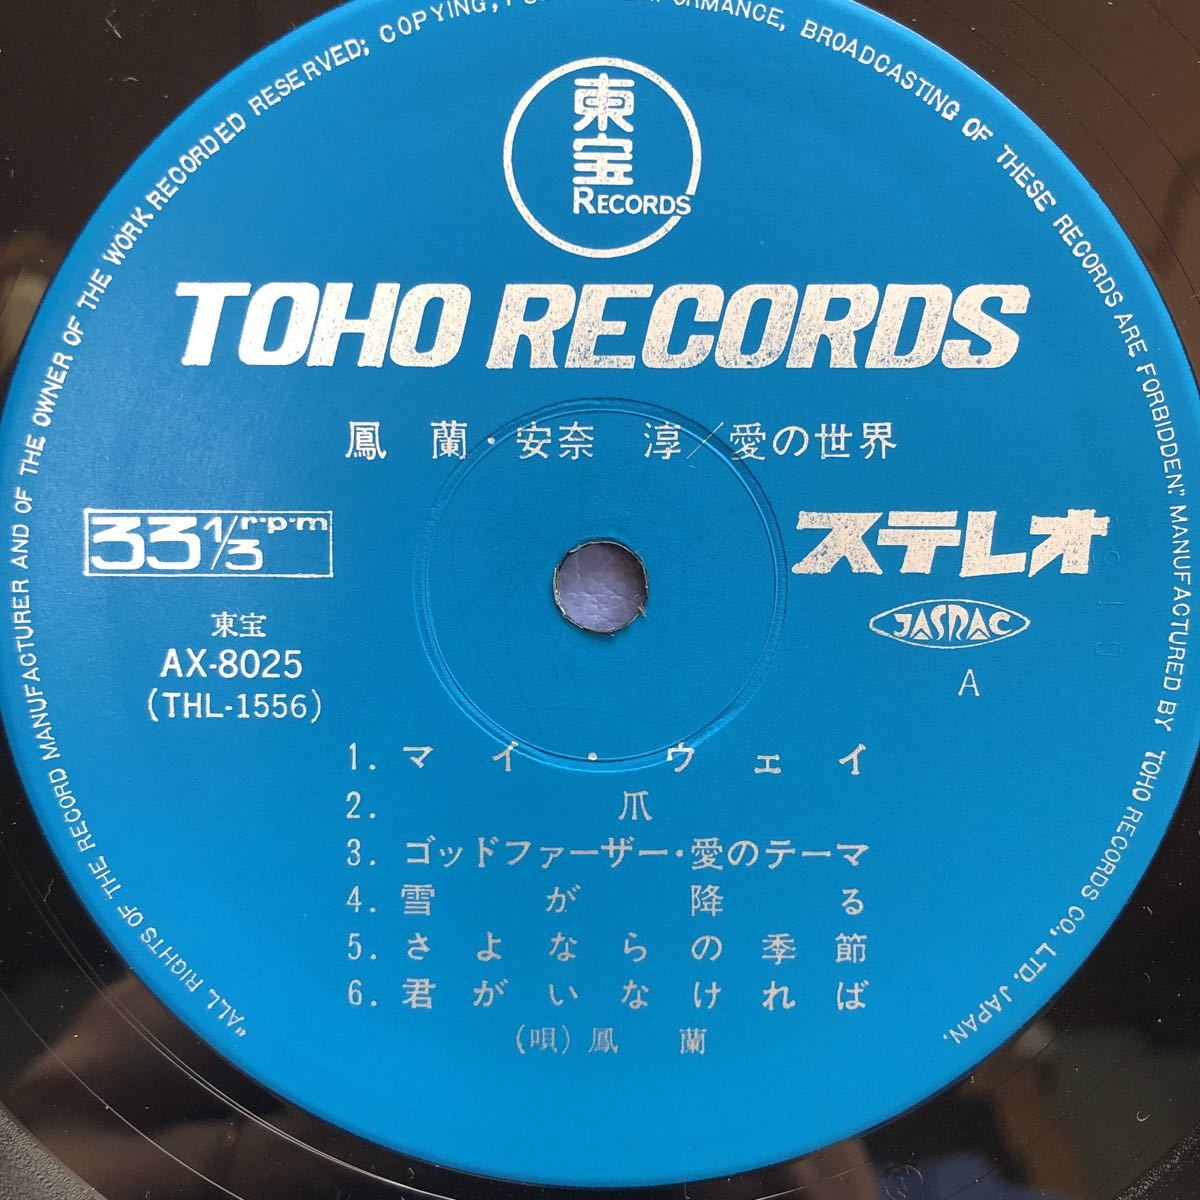 東宝
RECORDS
TOHO RECORDS
鳳 蘭・安奈 淳/愛の世界
33 1/3 r・p・m
ステレオ
東宝
AX-8025
(THL-1556)
JASRAC
A
1. マイ・ウェイ
2. 爪
3. ゴッドファーザー・愛のテーマ
4. 雪が降る
5. さよならの季節
6. 君がいなければ
(唄) 鳳 蘭
"ALL RIGHTS OF THE RECORD MANUFACTURER AND OF THE OWNER OF THE WORK RECORDED RESERVED; COPYING, PERFORMANCE, BROADCASTING OF THESE RECORDS ARE FORBIDDEN." MANUFACTURED BY TOHO RECORDS CO., LTD. JAPAN.